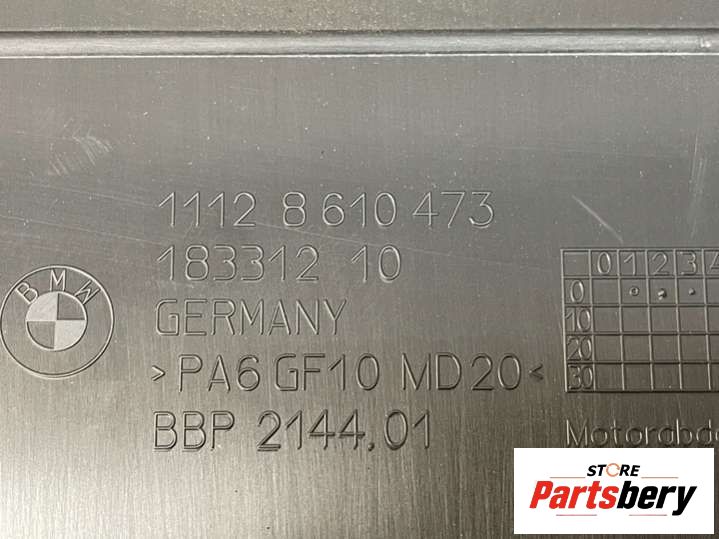 1112 8 610 473
183312 10
BMW
GERMANY
>PA6 GF10 MD20<
BBP 2144,01
0 1 2 3 4
0
10
20
30
STORE
Partsbery